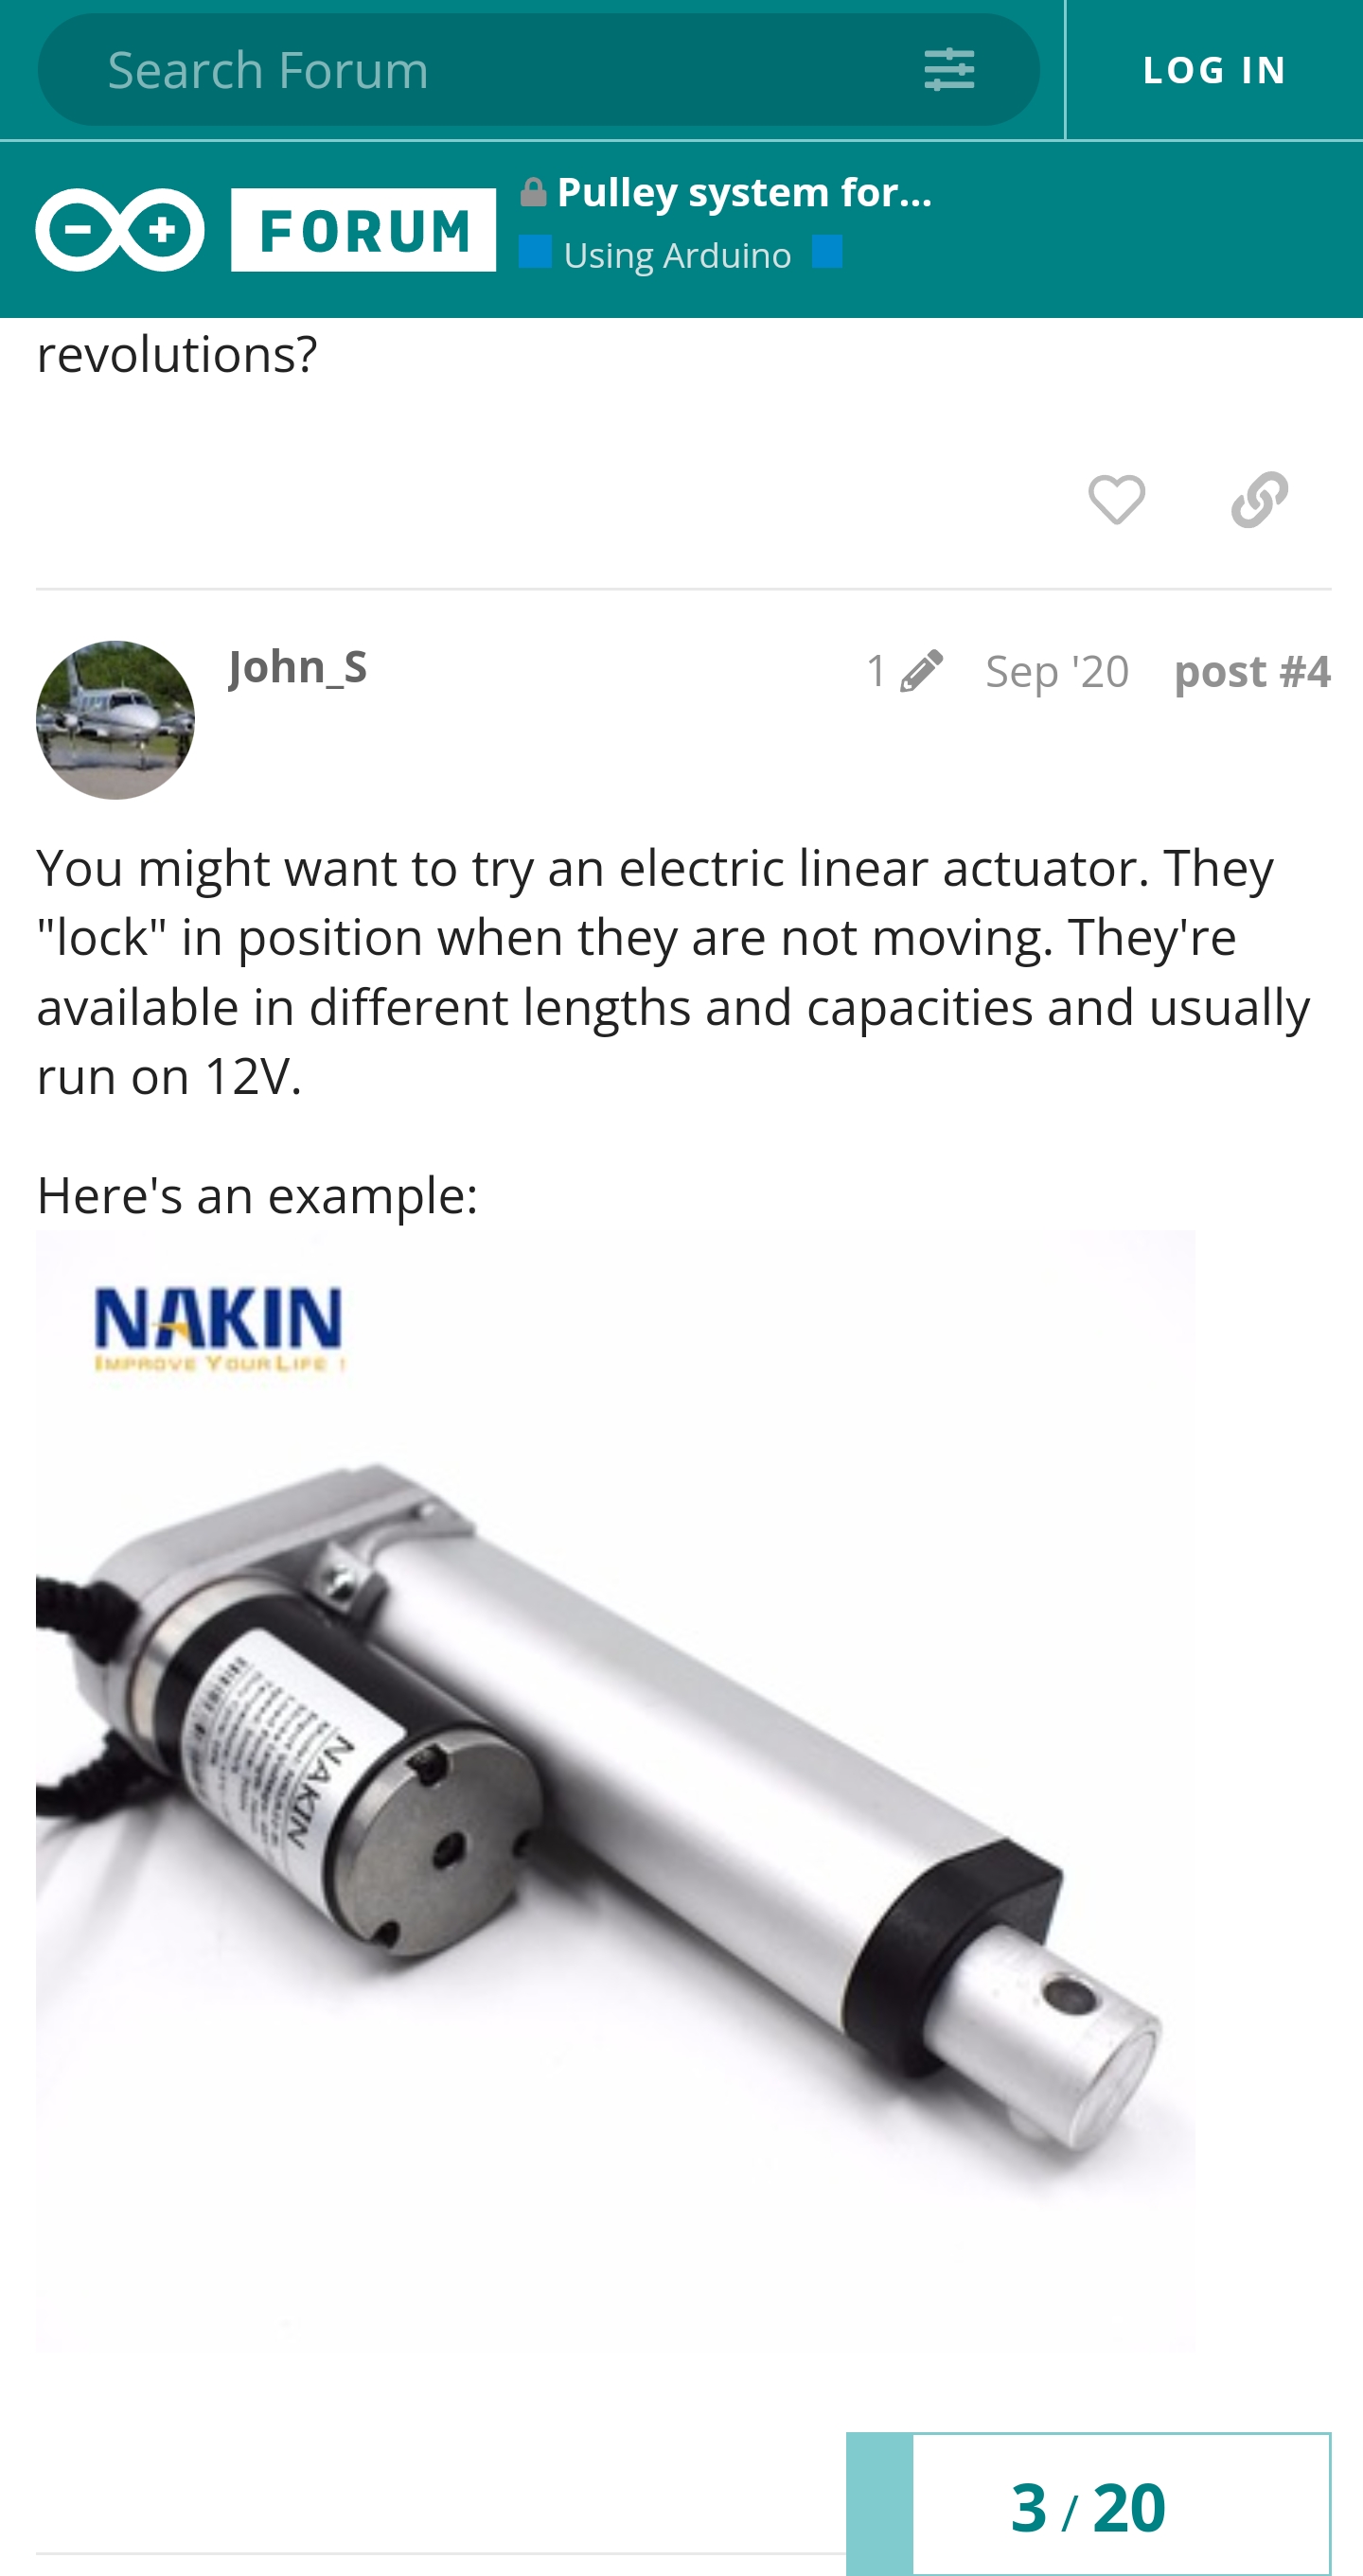 Search Forum
LOG IN
FORUM
Pulley system for...
Using Arduino
revolutions?
John_S
1 Sep '20 post #4
You might want to try an electric linear actuator. They
"lock" in position when they are not moving. They're
available in different lengths and capacities and usually
run on 12V.
Here's an example:
NAKIN
IMPROVE YOUR LIFE !
NAKIN
3 / 20